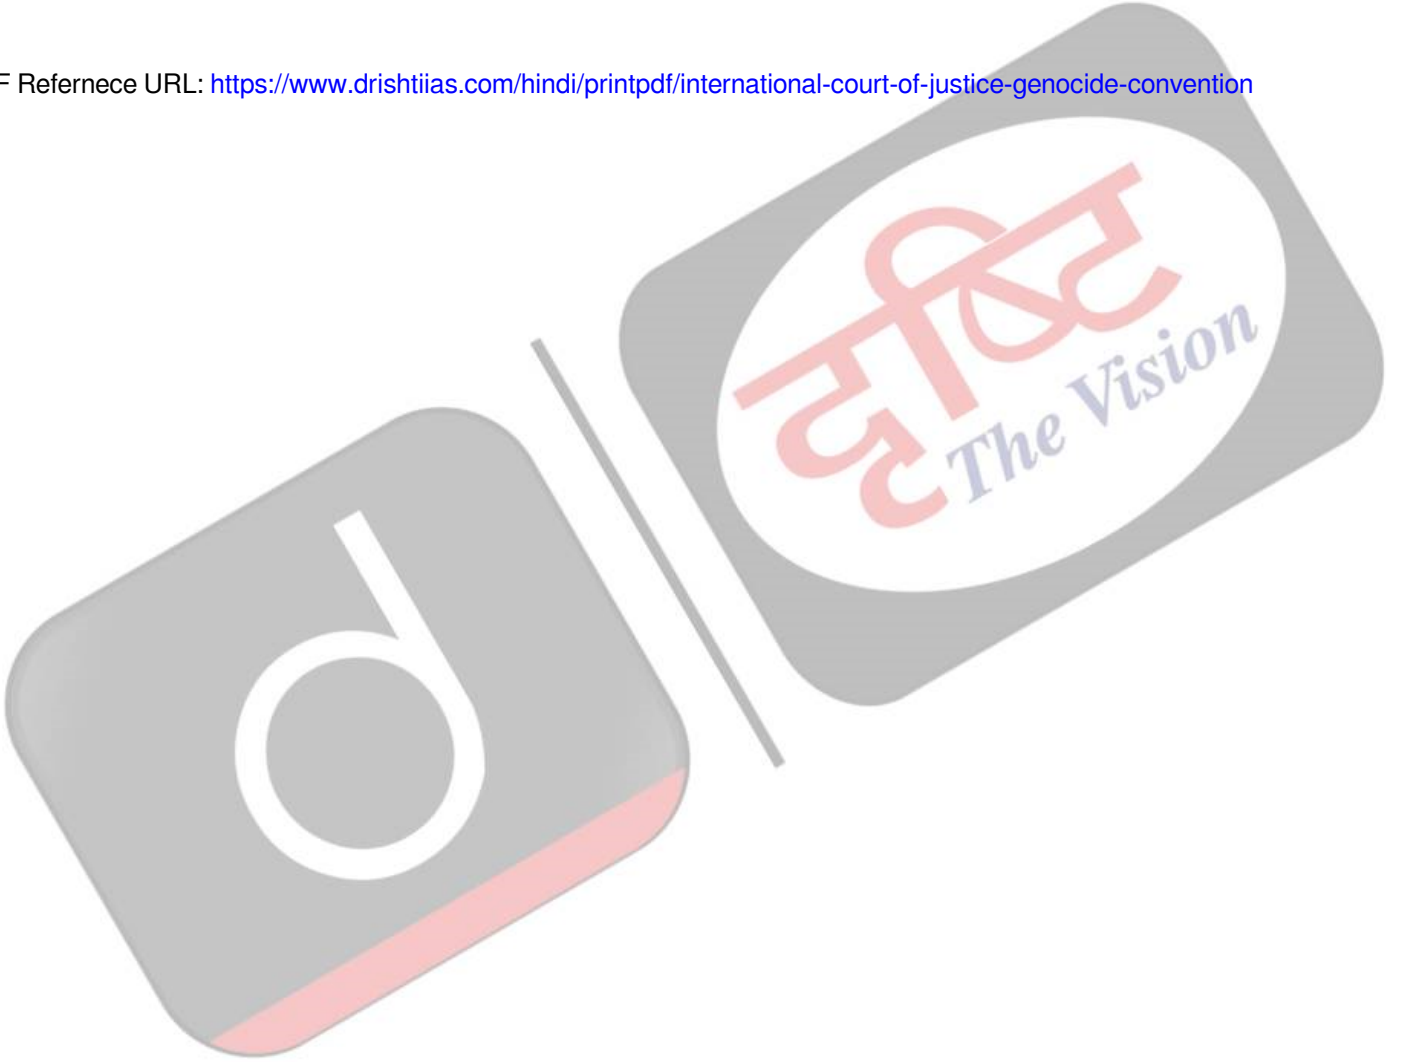 F Refernece URL: https://www.drishtiias.com/hindi/printpdf/international-court-of-justice-genocide-convention
दृष्टि
The Vision
d